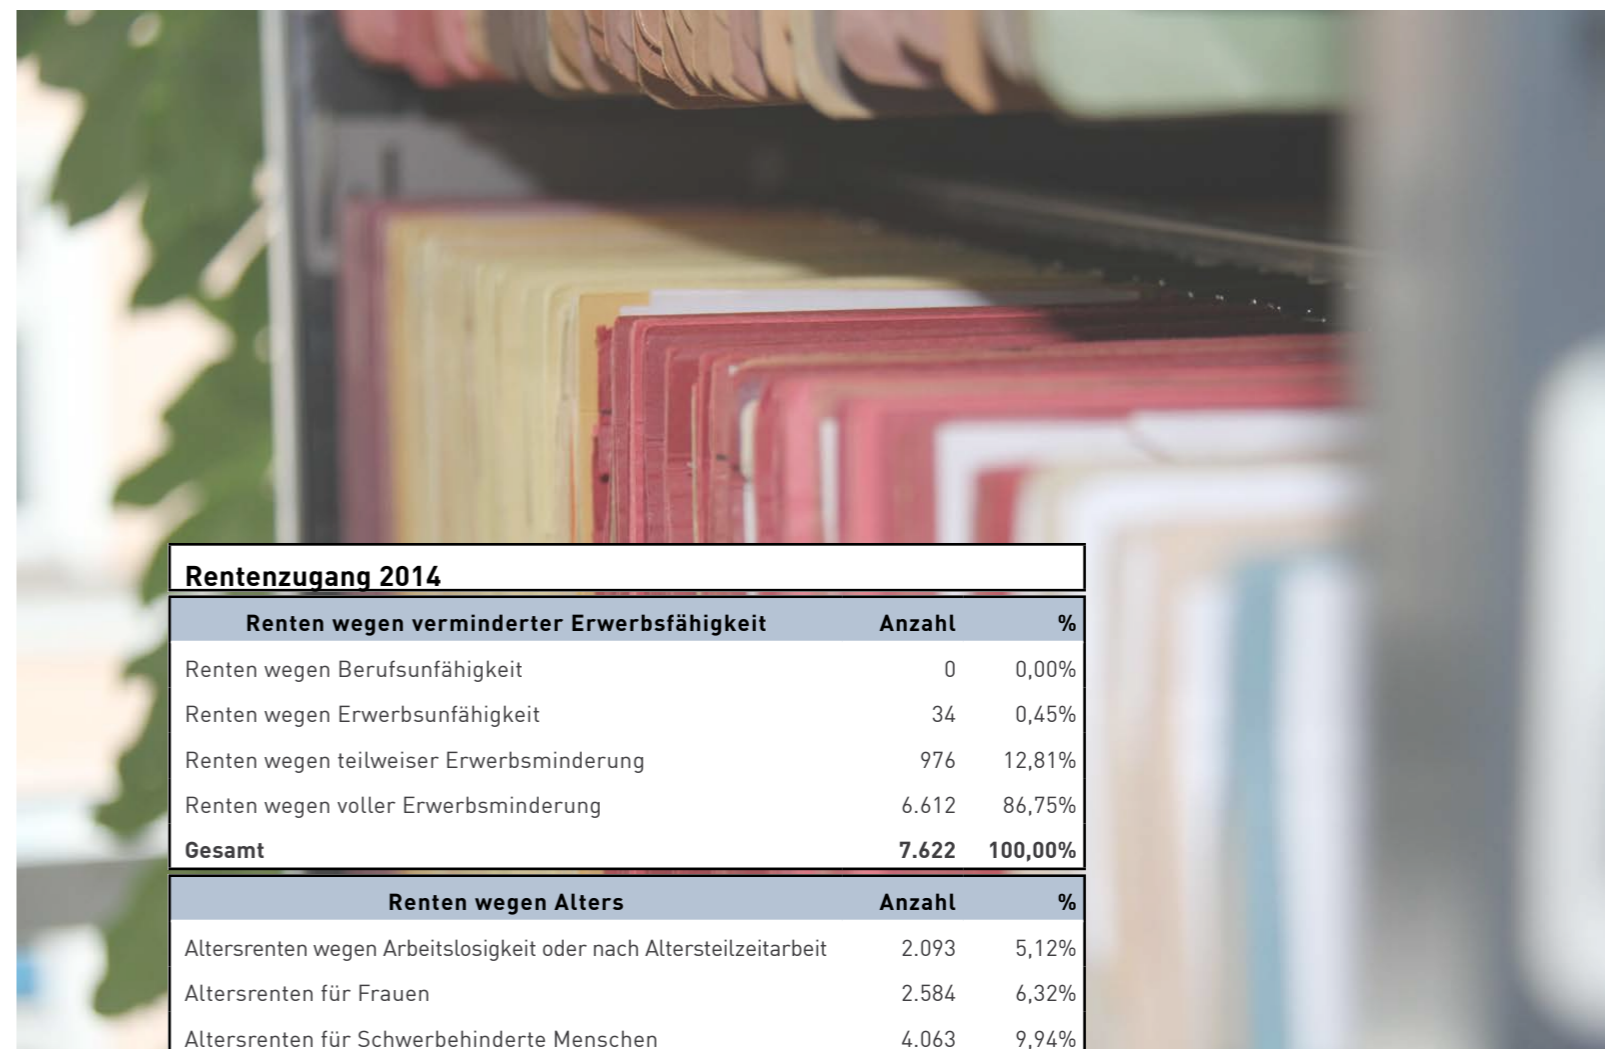 Rentenzugang 2014
Renten wegen verminderter Erwerbsfähigkeit Anzahl %
Renten wegen Berufsunfähigkeit 0 0,00%
Renten wegen Erwerbsunfähigkeit 34 0,45%
Renten wegen teilweiser Erwerbsminderung 976 12,81%
Renten wegen voller Erwerbsminderung 6.612 86,75%
Gesamt 7.622 100,00%
Renten wegen Alters Anzahl %
Altersrenten wegen Arbeitslosigkeit oder nach Altersteilzeitarbeit 2.093 5,12%
Altersrenten für Frauen 2.584 6,32%
Altersrenten für Schwerbehinderte Menschen 4.063 9,94%